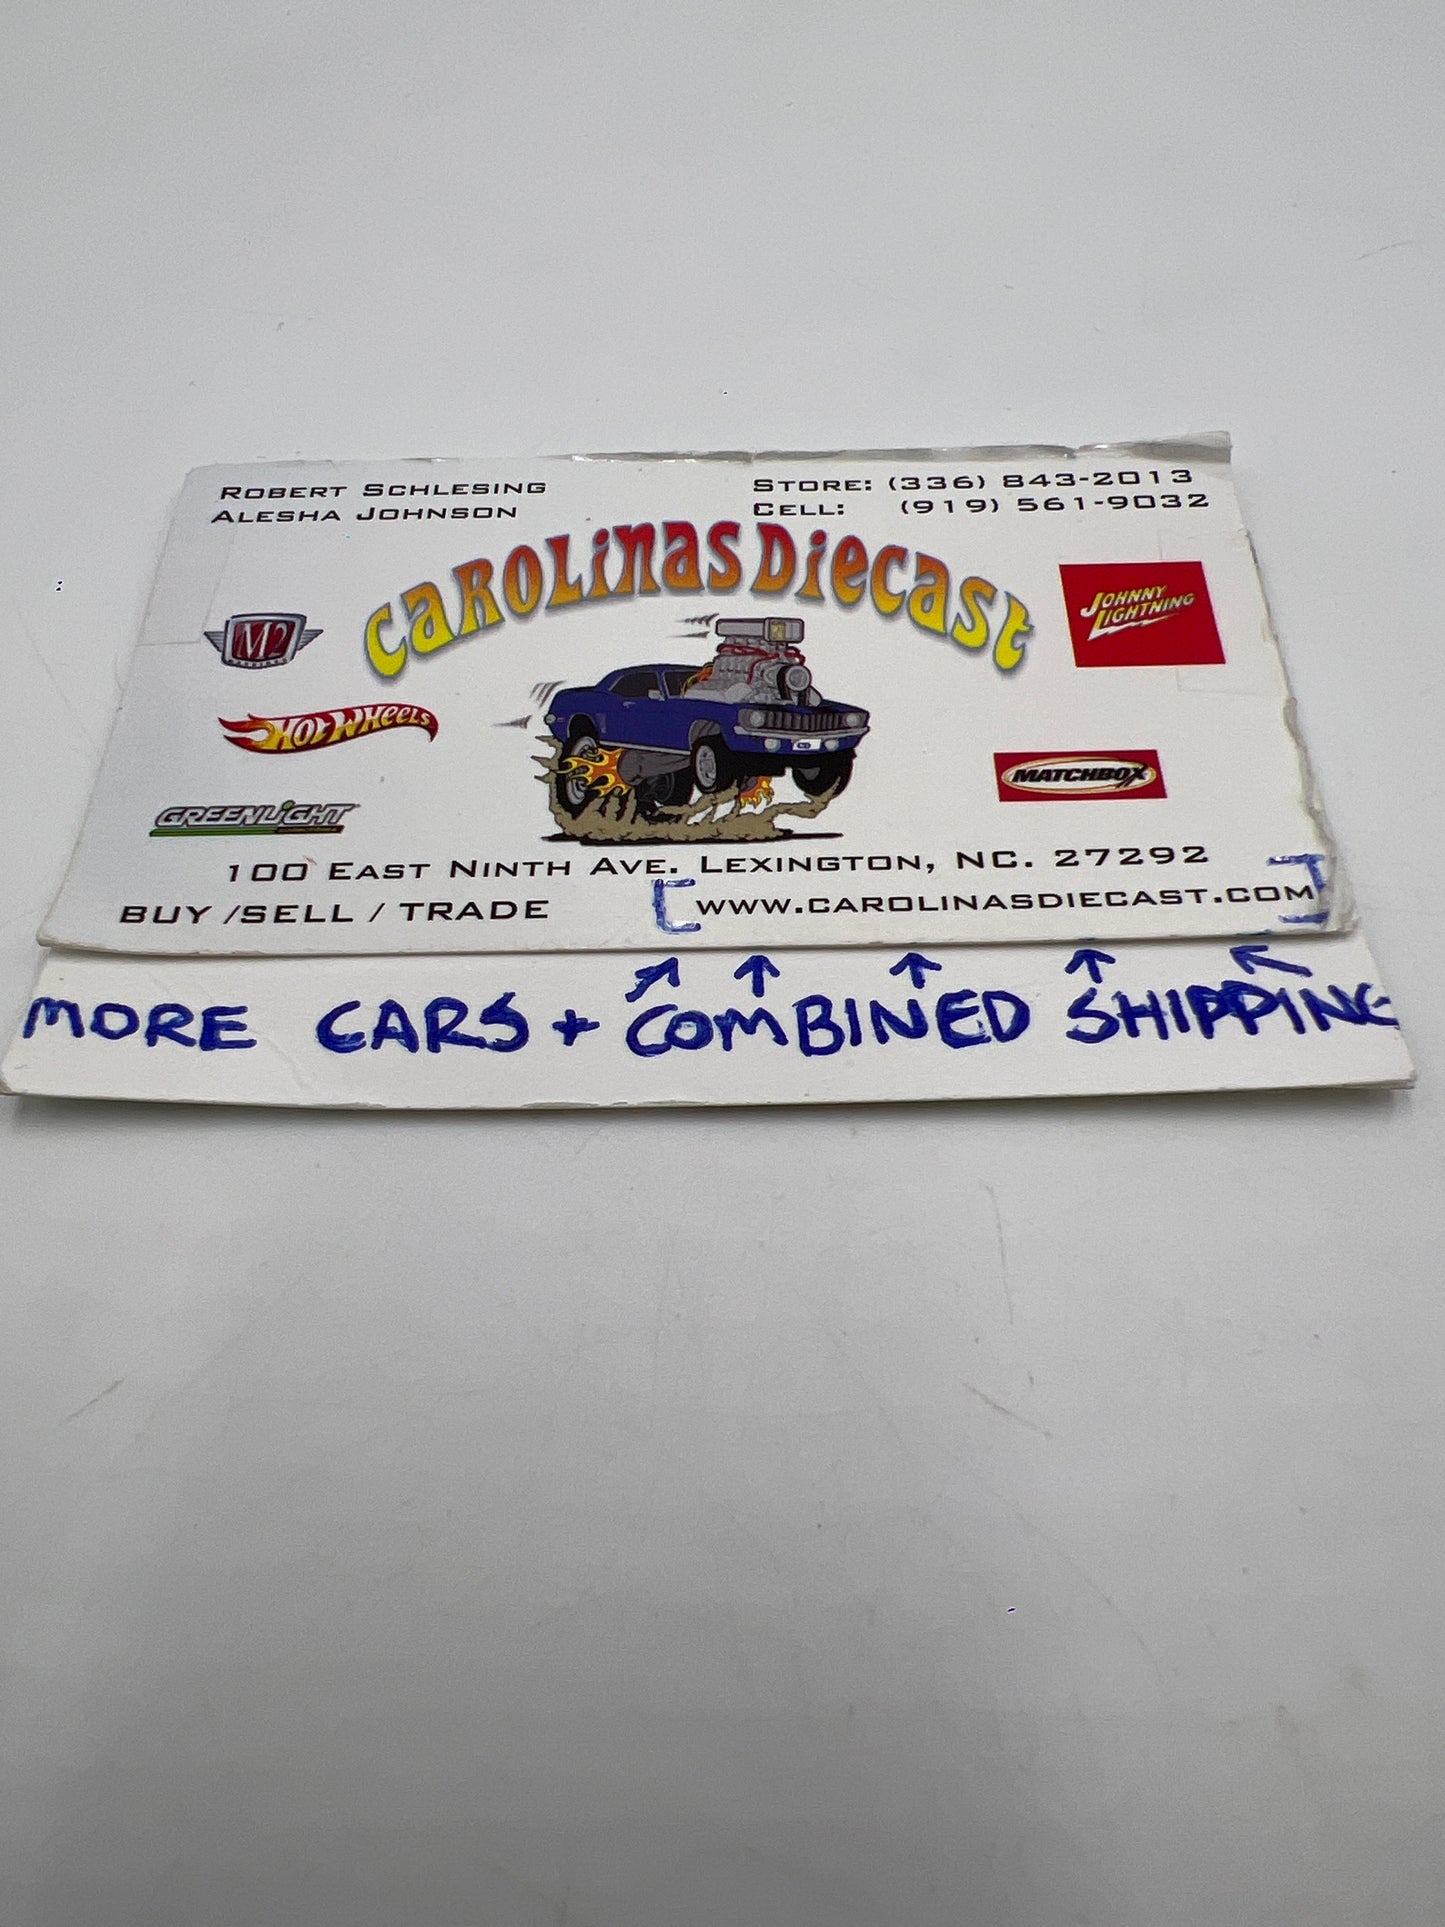 ROBERT SCHLESING
ALESHA JOHNSON
STORE: (336) 843-2013
CELL: (919) 561-9032
CAROLINAS DIECAST
M2
HOT WHEELS
GREENLIGHT
JOHNNY LIGHTNING
MATCHBOX
100 EAST NINTH AVE. LEXINGTON, NC. 27292
BUY /SELL / TRADE
WWW.CAROLINASDIECAST.COM
MORE CARS + COMBINED SHIPPING